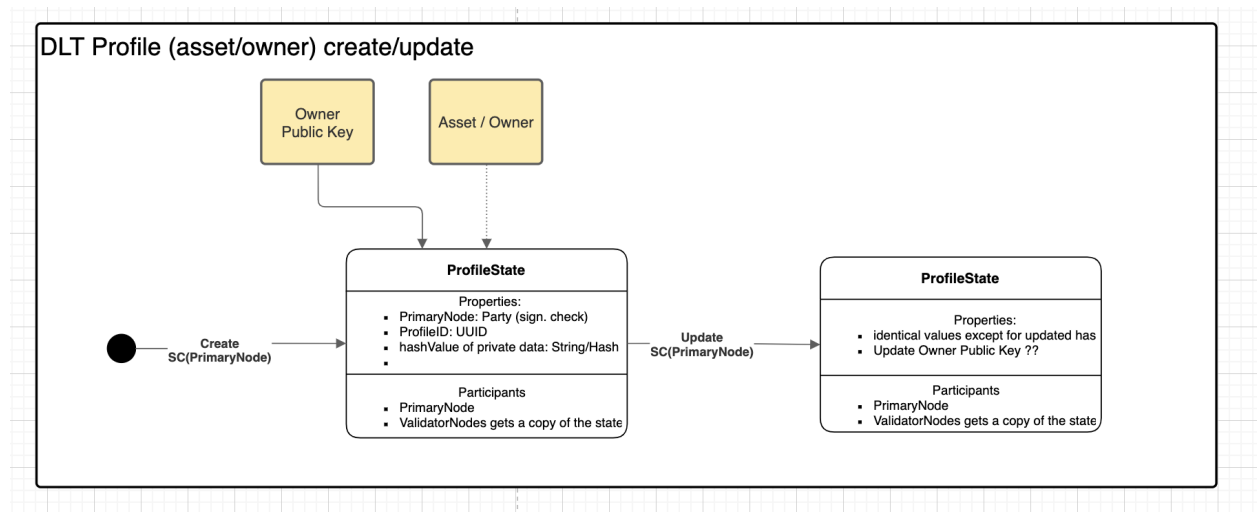 DLT Profile (asset/owner) create/update
Owner
Public Key
Asset / Owner
Create
SC(PrimaryNode)
ProfileState
Properties:
▪ PrimaryNode: Party (sign. check)
▪ ProfileID: UUID
▪ hashValue of private data: String/Hash
▪
Participants
▪ PrimaryNode
▪ ValidatorNodes gets a copy of the state
Update
SC(PrimaryNode)
ProfileState
Properties:
▪ identical values except for updated has
▪ Update Owner Public Key ??
Participants
▪ PrimaryNode
▪ ValidatorNodes gets a copy of the state